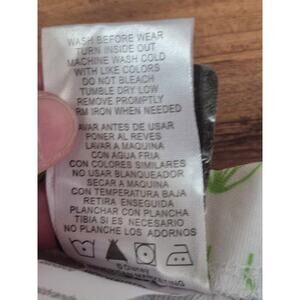 WASH BEFORE WEAR
TURN INSIDE OUT
MACHINE WASH COLD
WITH LIKE COLORS
DO NOT BLEACH
TUMBLE DRY LOW
REMOVE PROMPTLY
RM IRON WHEN NEEDED
LAVAR ANTES DE USAR
PONER AL REVES
LAVAR A MAQUINA
CON AGUA FRIA
CON COLORES SIMILARES
NO USAR BLANQUEADOR
SECAR A MAQUINA
CON TEMPERATURA BAJA
RETIRA ENSEGUIDA
PLANCHAR CON PLANCHA
TIBIA SI ES NECESARIO
NO PLANCHE LOS ADORNOS